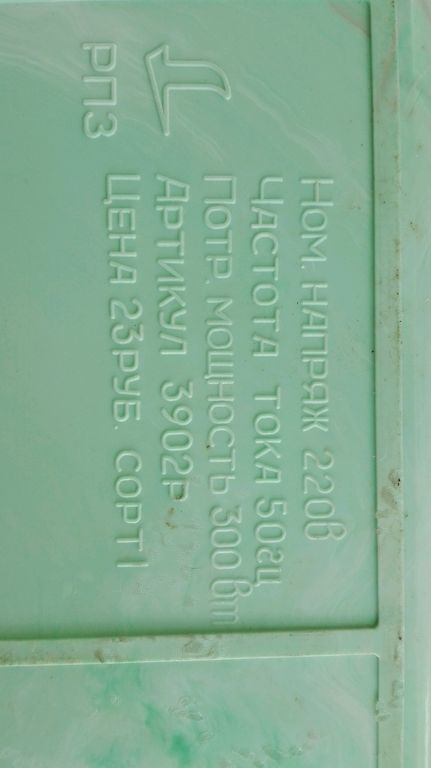 НОМ. НАПРЯЖ 220в
ЧАСТОТА ТОКА 50гц
ПОТР. МОЩНОСТЬ 300 вт
АРТИКУЛ 3902Р
ЦЕНА 23РУБ. СОРТ1
РПЗ